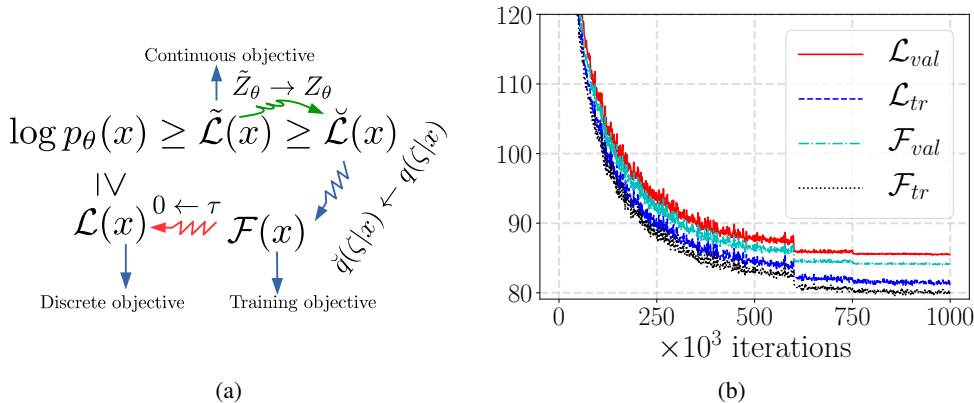 Continuous objective
Z̃_θ → Z_θ
log p_θ(x) ≥ ℒ̃(x) ≥ ℒ̆(x)
≥
ℒ(x) 0 ← τ ℱ(x)
q̆(ζ|x) ← q(ζ̆|x)
Discrete objective Training objective
(a)
120
110
100
90
80
0 250 500 750 1000
×10³ iterations
ℒ_val
ℒ_tr
ℱ_val
ℱ_tr
(b)